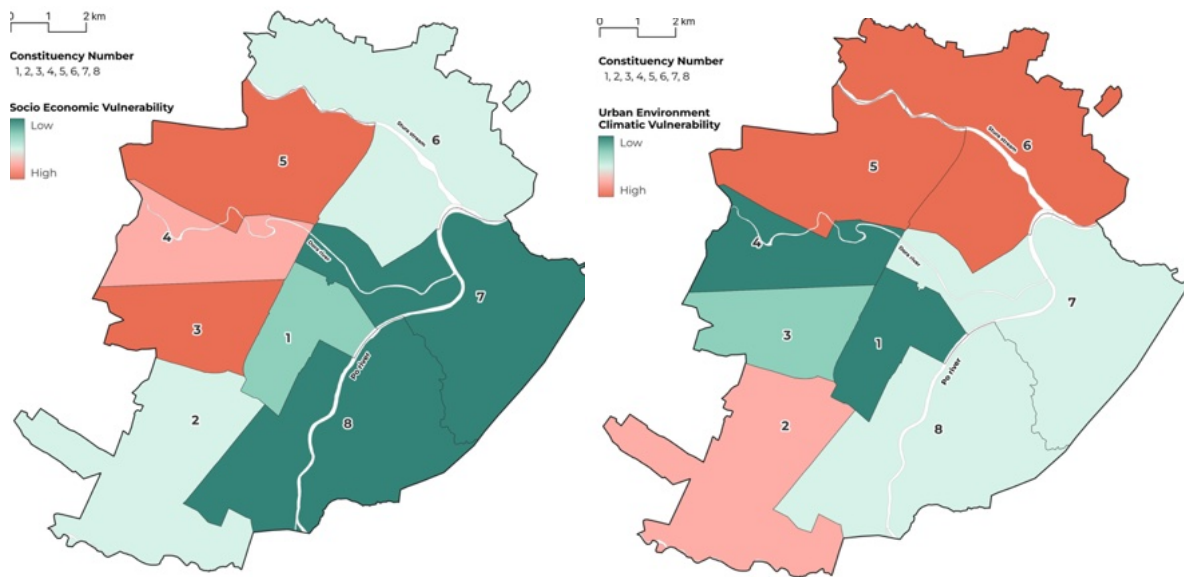 0 1 2 km
Constituency Number
1, 2, 3, 4, 5, 6, 7, 8
Socio Economic Vulnerability
Low
High
6
Stura stream
5
4
Dora river
7
3
1
Po river
2
8
0 1 2 km
Constituency Number
1, 2, 3, 4, 5, 6, 7, 8
Urban Environment
Climatic Vulnerability
Low
High
Stura stream
6
5
4
Dora river
7
3
1
Po river
2
8